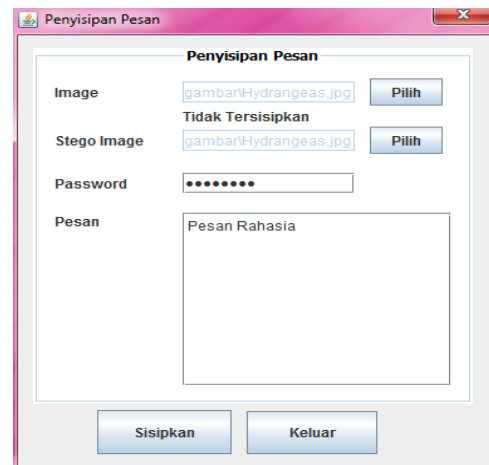 Penyisipan Pesan
Penyisipan Pesan
Image gambar\Hydrangeas.jpg Pilih
Tidak Tersisipkan
Stego Image gambar\Hydrangeas.jpg Pilih
Password ●●●●●●●●
Pesan Pesan Rahasia
Sisipkan Keluar